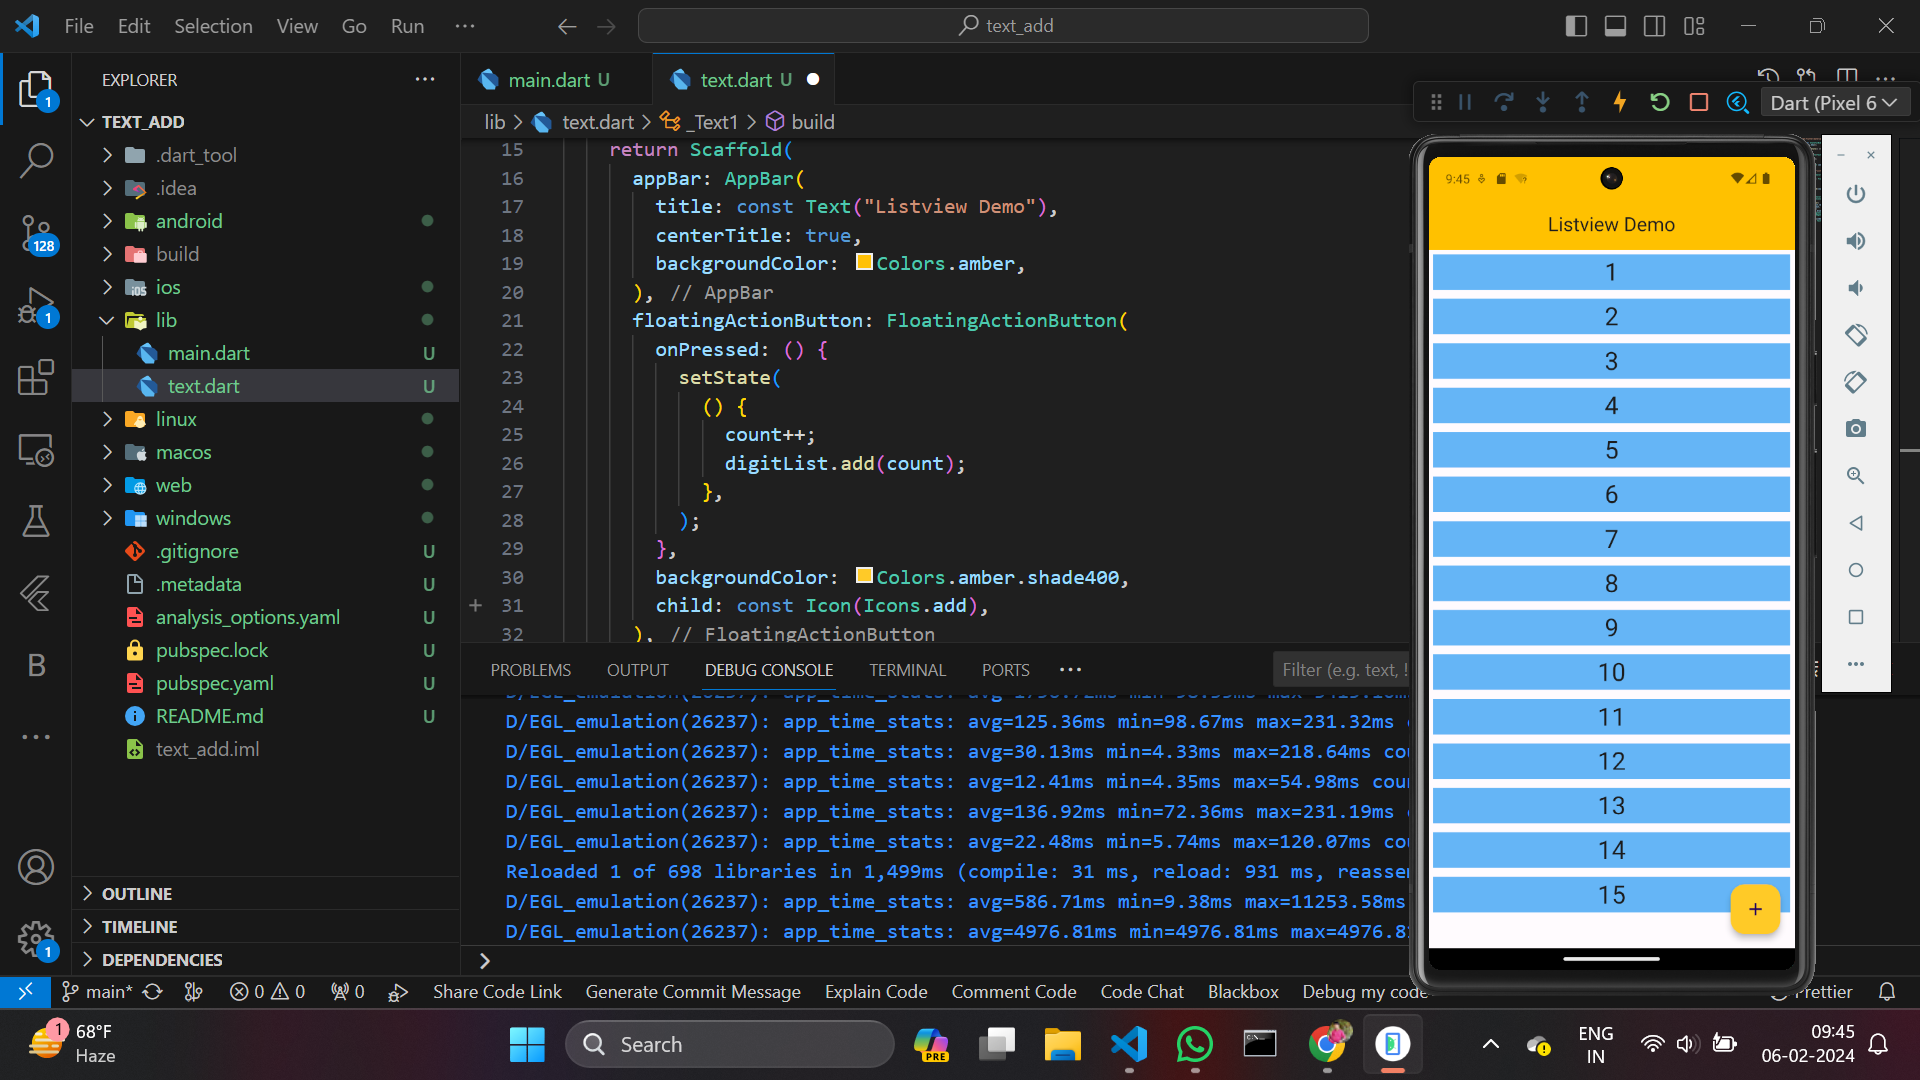 File Edit Selection View Go Run ···
text_add
EXPLORER
TEXT_ADD
.dart_tool
.idea
android
build
ios
lib
main.dart U
text.dart U
linux
macos
web
windows
.gitignore U
.metadata U
analysis_options.yaml U
pubspec.lock U
pubspec.yaml U
README.md U
text_add.iml
OUTLINE
TIMELINE
DEPENDENCIES
1
128
1
B
1
main.dart U
text.dart U
Dart (Pixel 6
lib > text.dart > _Text1 > build
15 return Scaffold(
16 appBar: AppBar(
17 title: const Text("Listview Demo"),
18 centerTitle: true,
19 backgroundColor: Colors.amber,
20 ), // AppBar
21 floatingActionButton: FloatingActionButton(
22 onPressed: () {
23 setState(
24 () {
25 count++;
26 digitList.add(count);
27 },
28 );
29 },
30 backgroundColor: Colors.amber.shade400,
31 child: const Icon(Icons.add),
32 ), // FloatingActionButton
PROBLEMS OUTPUT DEBUG CONSOLE TERMINAL PORTS ···
Filter (e.g. text, !
D/EGL_emulation(26237): app_time_stats: avg=125.36ms min=98.67ms max=231.32ms
D/EGL_emulation(26237): app_time_stats: avg=30.13ms min=4.33ms max=218.64ms cou
D/EGL_emulation(26237): app_time_stats: avg=12.41ms min=4.35ms max=54.98ms coun
D/EGL_emulation(26237): app_time_stats: avg=136.92ms min=72.36ms max=231.19ms
D/EGL_emulation(26237): app_time_stats: avg=22.48ms min=5.74ms max=120.07ms cou
Reloaded 1 of 698 libraries in 1,499ms (compile: 31 ms, reload: 931 ms, reassem
D/EGL_emulation(26237): app_time_stats: avg=586.71ms min=9.38ms max=11253.58ms
D/EGL_emulation(26237): app_time_stats: avg=4976.81ms min=4976.81ms max=4976.81
9:45
Listview Demo
1
2
3
4
5
6
7
8
9
10
11
12
13
14
15
+
main* 0 0 0 Share Code Link Generate Commit Message Explain Code Comment Code Code Chat Blackbox Debug my code Prettier
1
68°F
Haze
Search
PRE
ENG
IN
09:45
06-02-2024